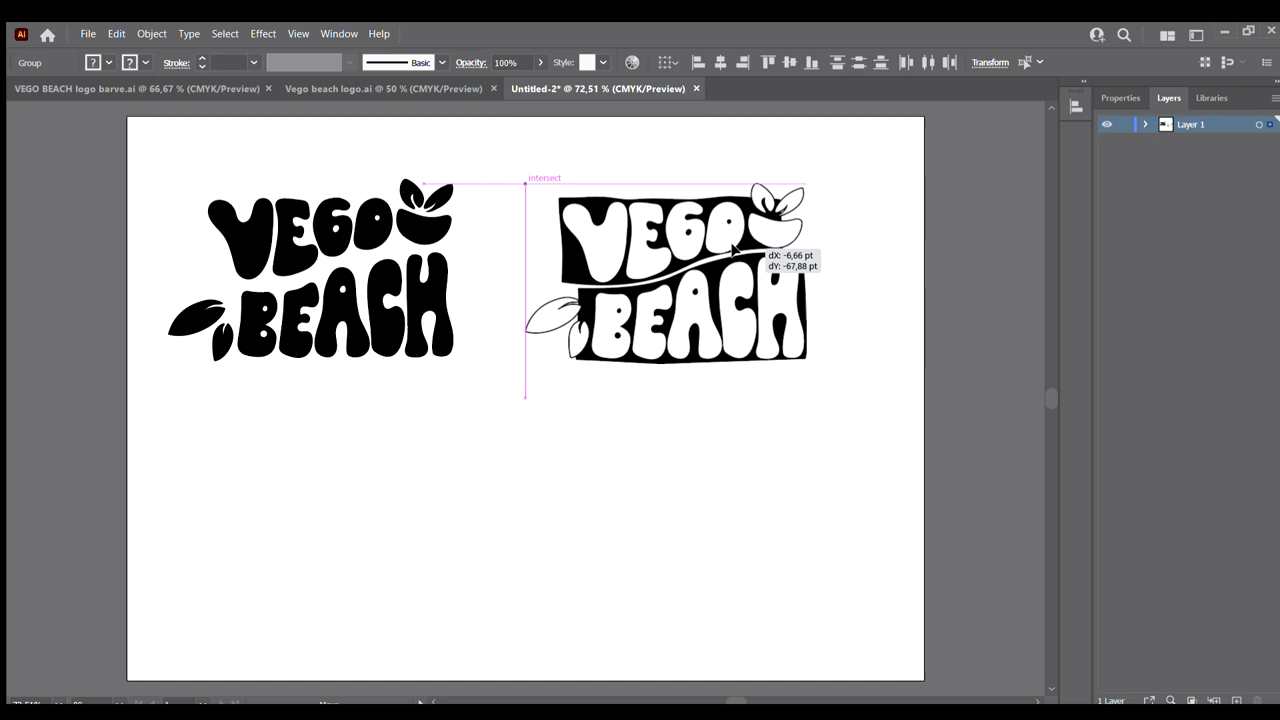 Ai File Edit Object Type Select Effect View Window Help
Group ? ? Stroke: Basic Opacity: 100% Style: Transform
VEGO BEACH logo barve.ai @ 66,67 % (CMYK/Preview) × Vego beach logo.ai @ 50 % (CMYK/Preview) × Untitled-2* @ 72,51 % (CMYK/Preview) ×
Properties Layers Libraries
Layer 1
intersect
VEGO
BEACH
VEGO
BEACH
dX: -6,66 pt
dY: -67,88 pt
1 Layer